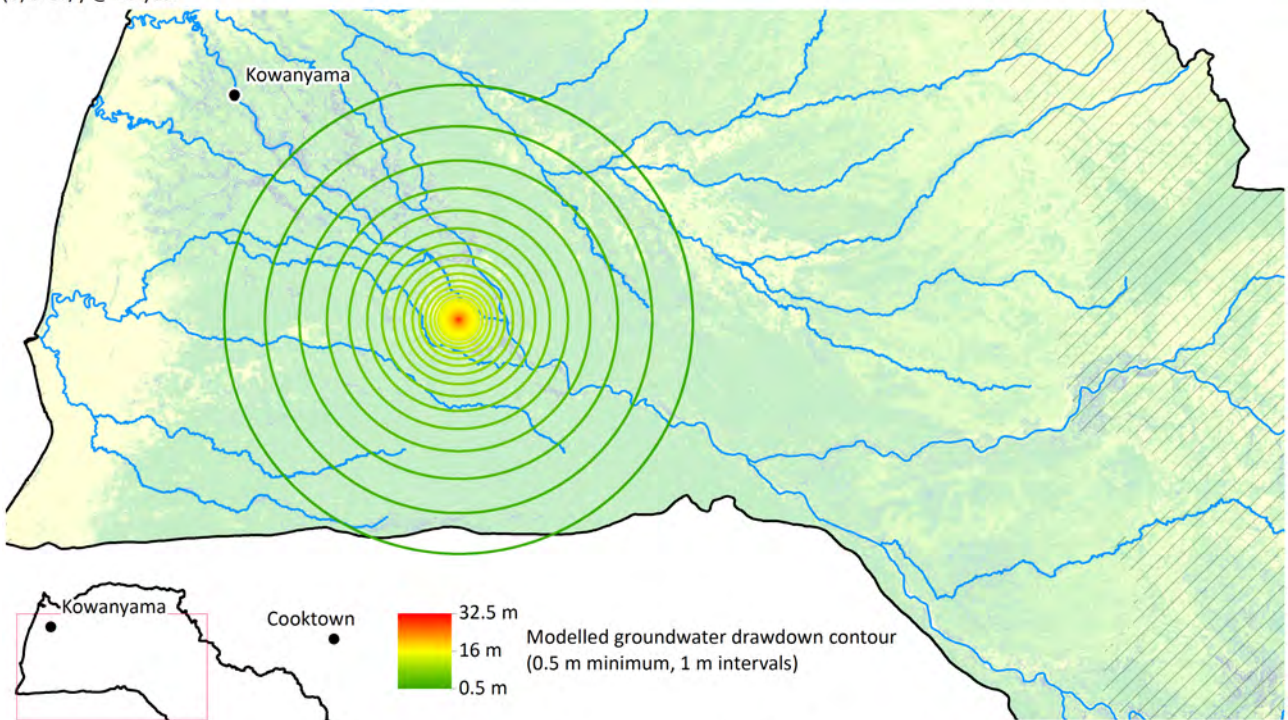 Kowanyama
Kowanyama
Cooktown
32.5 m
16 m
0.5 m
Modelled groundwater drawdown contour
(0.5 m minimum, 1 m intervals)